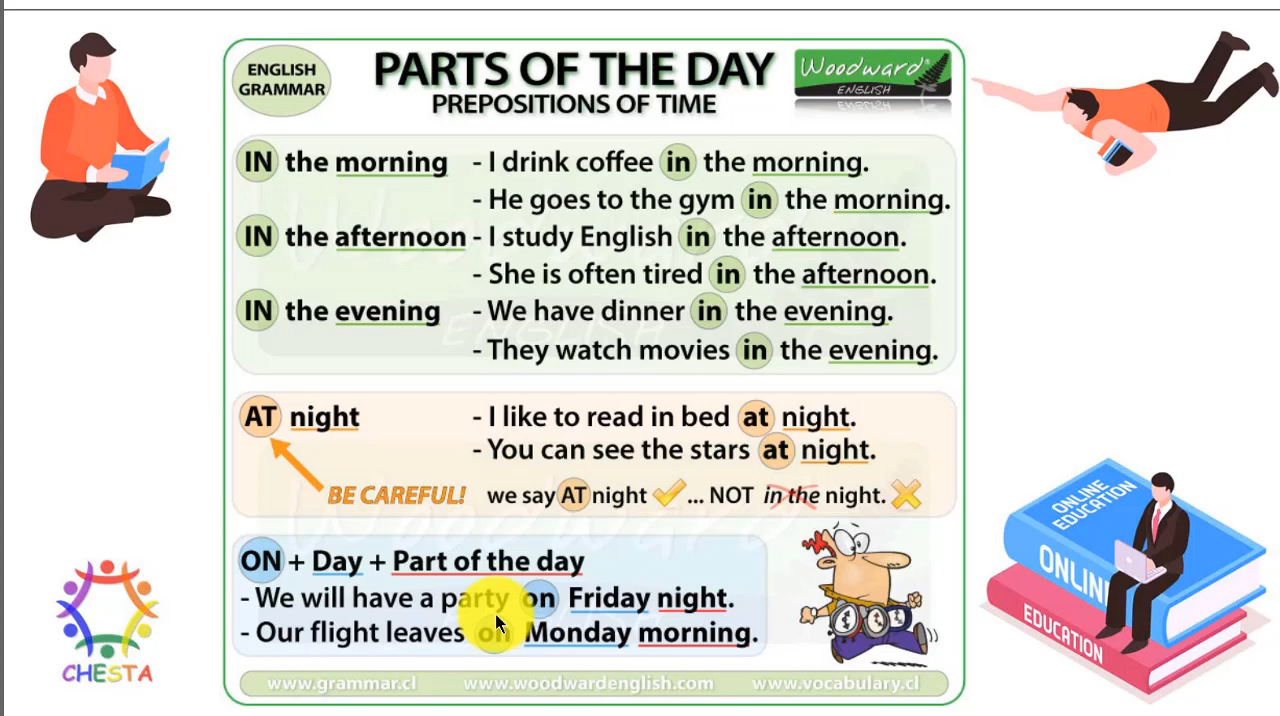 ENGLISH
GRAMMAR
PARTS OF THE DAY
PREPOSITIONS OF TIME
Woodward®
ENGLISH
IN the morning - I drink coffee in the morning.
- He goes to the gym in the morning.
IN the afternoon - I study English in the afternoon.
- She is often tired in the afternoon.
IN the evening - We have dinner in the evening.
- They watch movies in the evening.
AT night - I like to read in bed at night.
- You can see the stars at night.
BE CAREFUL! we say AT night ... NOT in the night.
ON + Day + Part of the day
- We will have a party on Friday night.
- Our flight leaves on Monday morning.
www.grammar.cl www.woodwardenglish.com www.vocabulary.cl
CHESTA
ONLINE
EDUCATION
ONLIN
EDUCATION